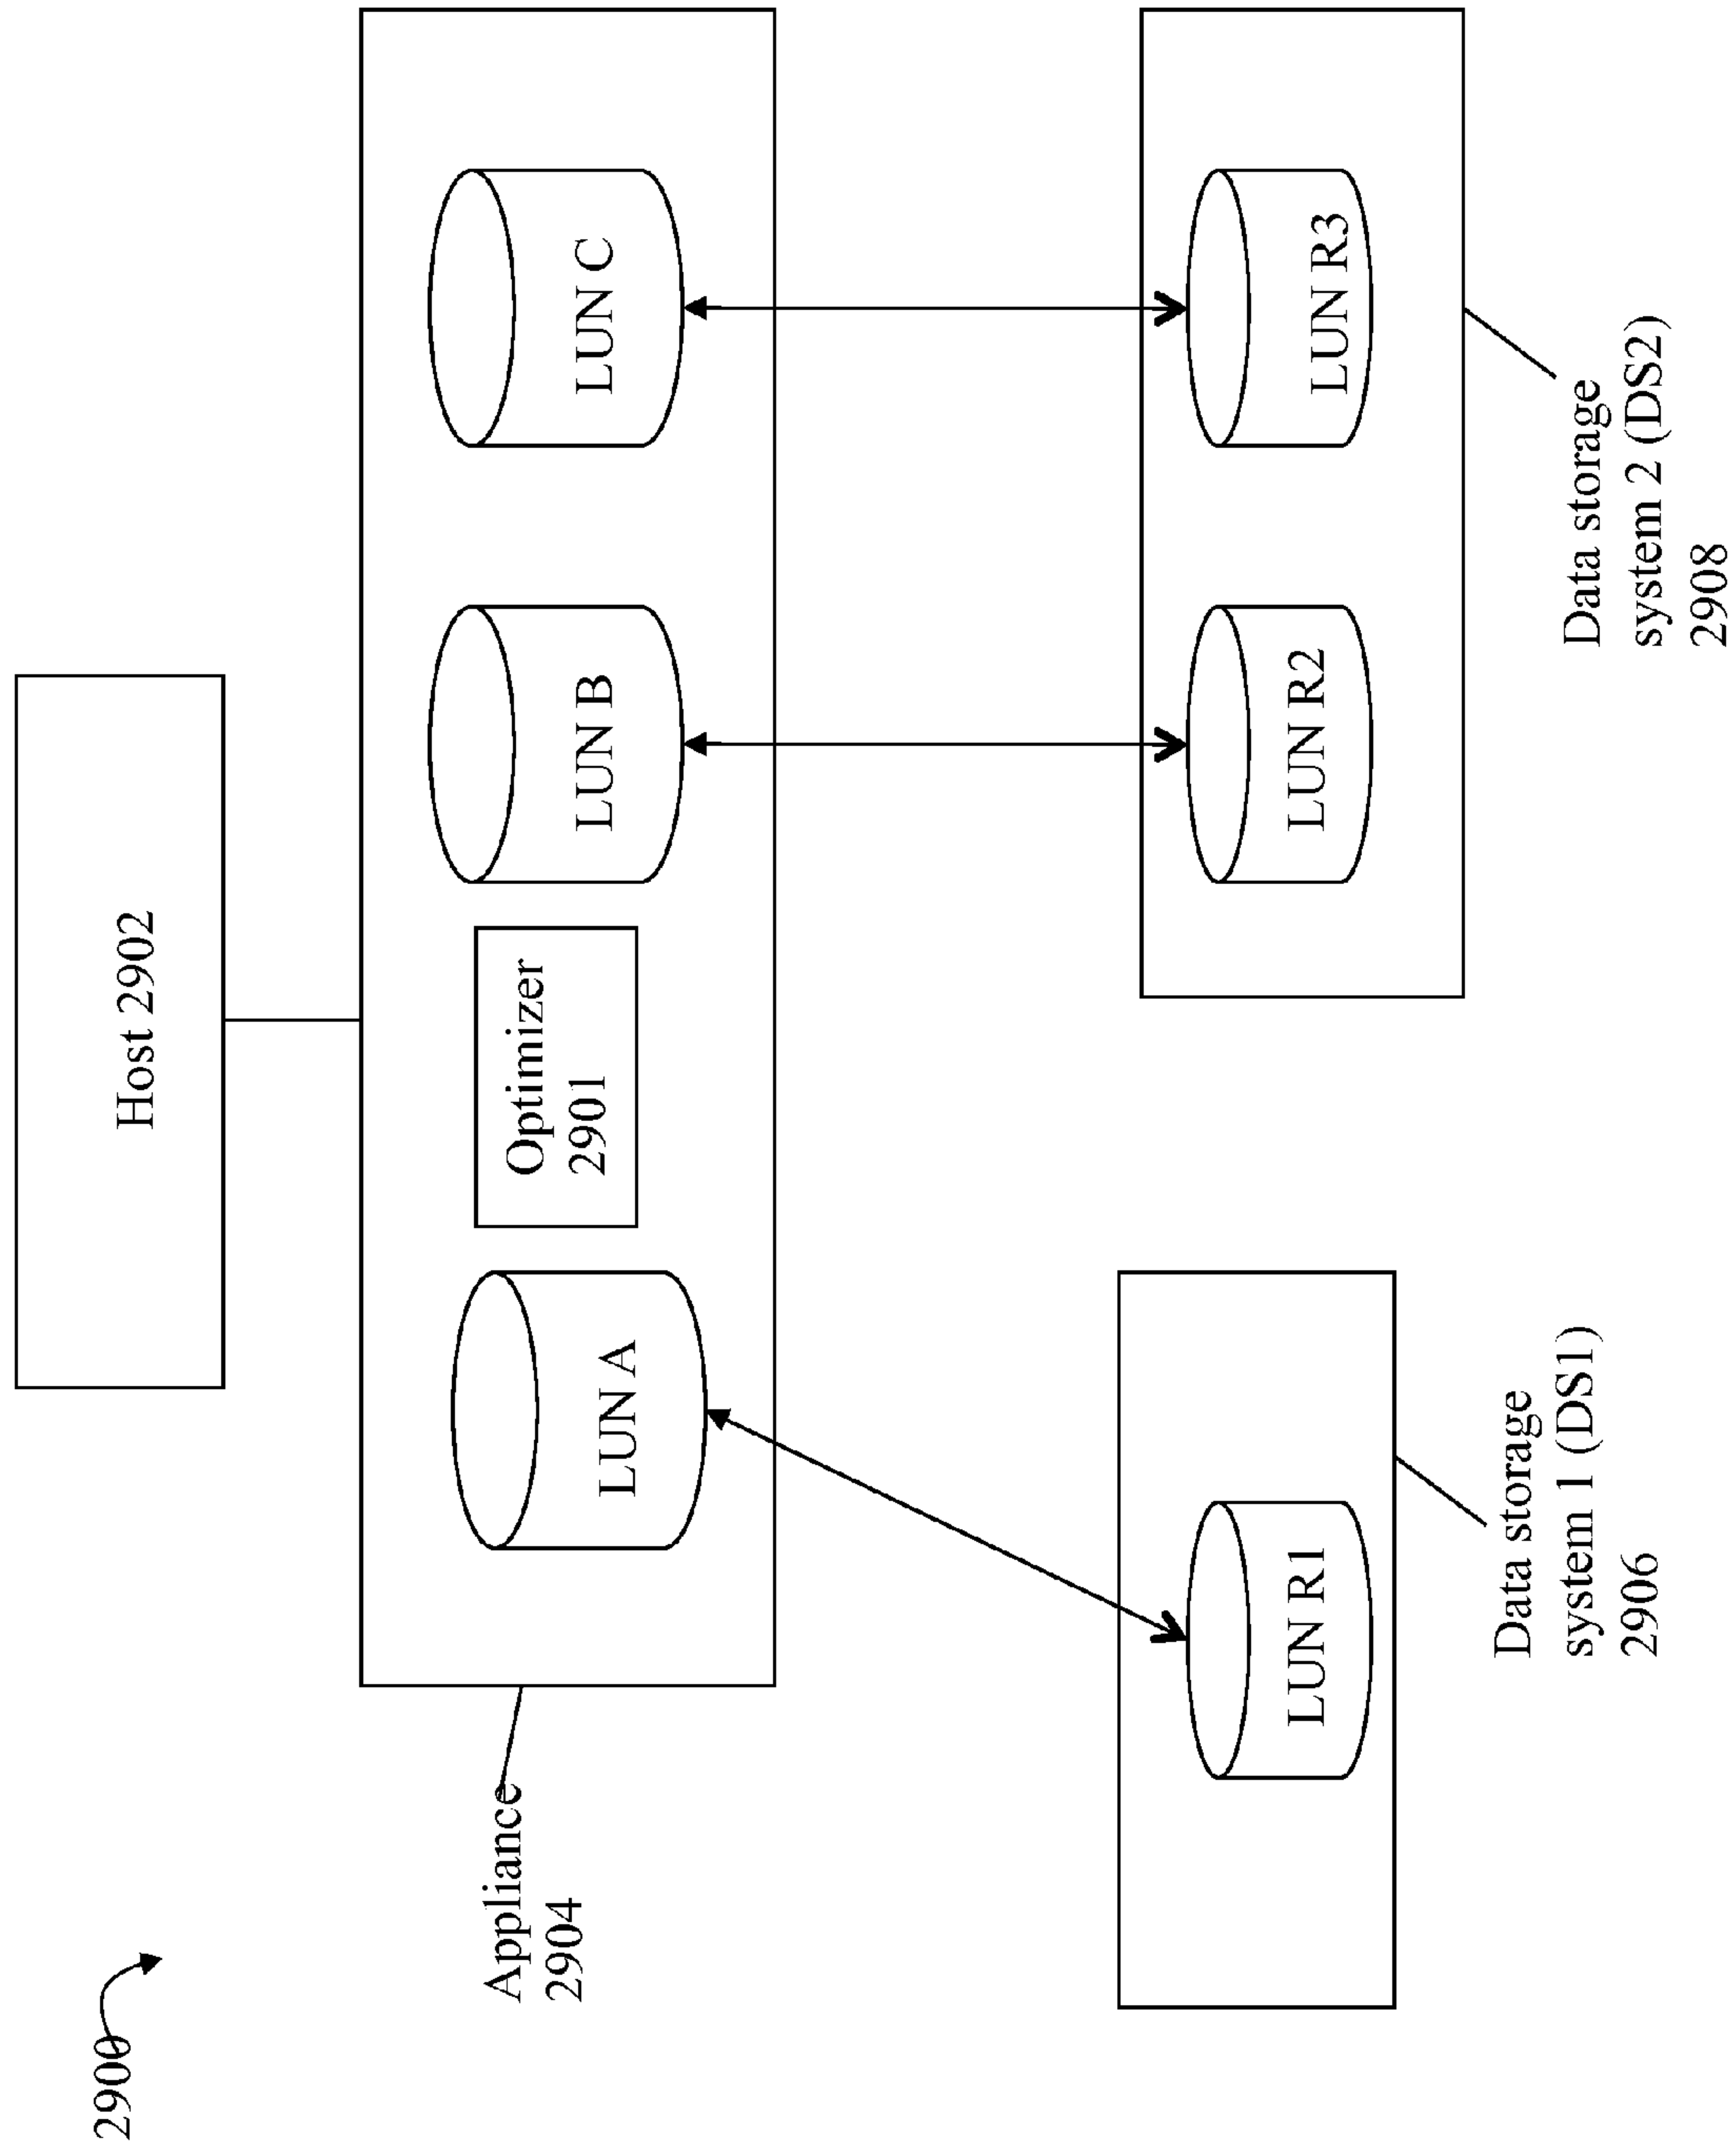 2900
Host 2902
Appliance
2904
LUN A
Optimizer
2901
LUN B
LUN C
LUN R1
LUN R2
LUN R3
Data storage
system 1 (DS1)
2906
Data storage
system 2 (DS2)
2908